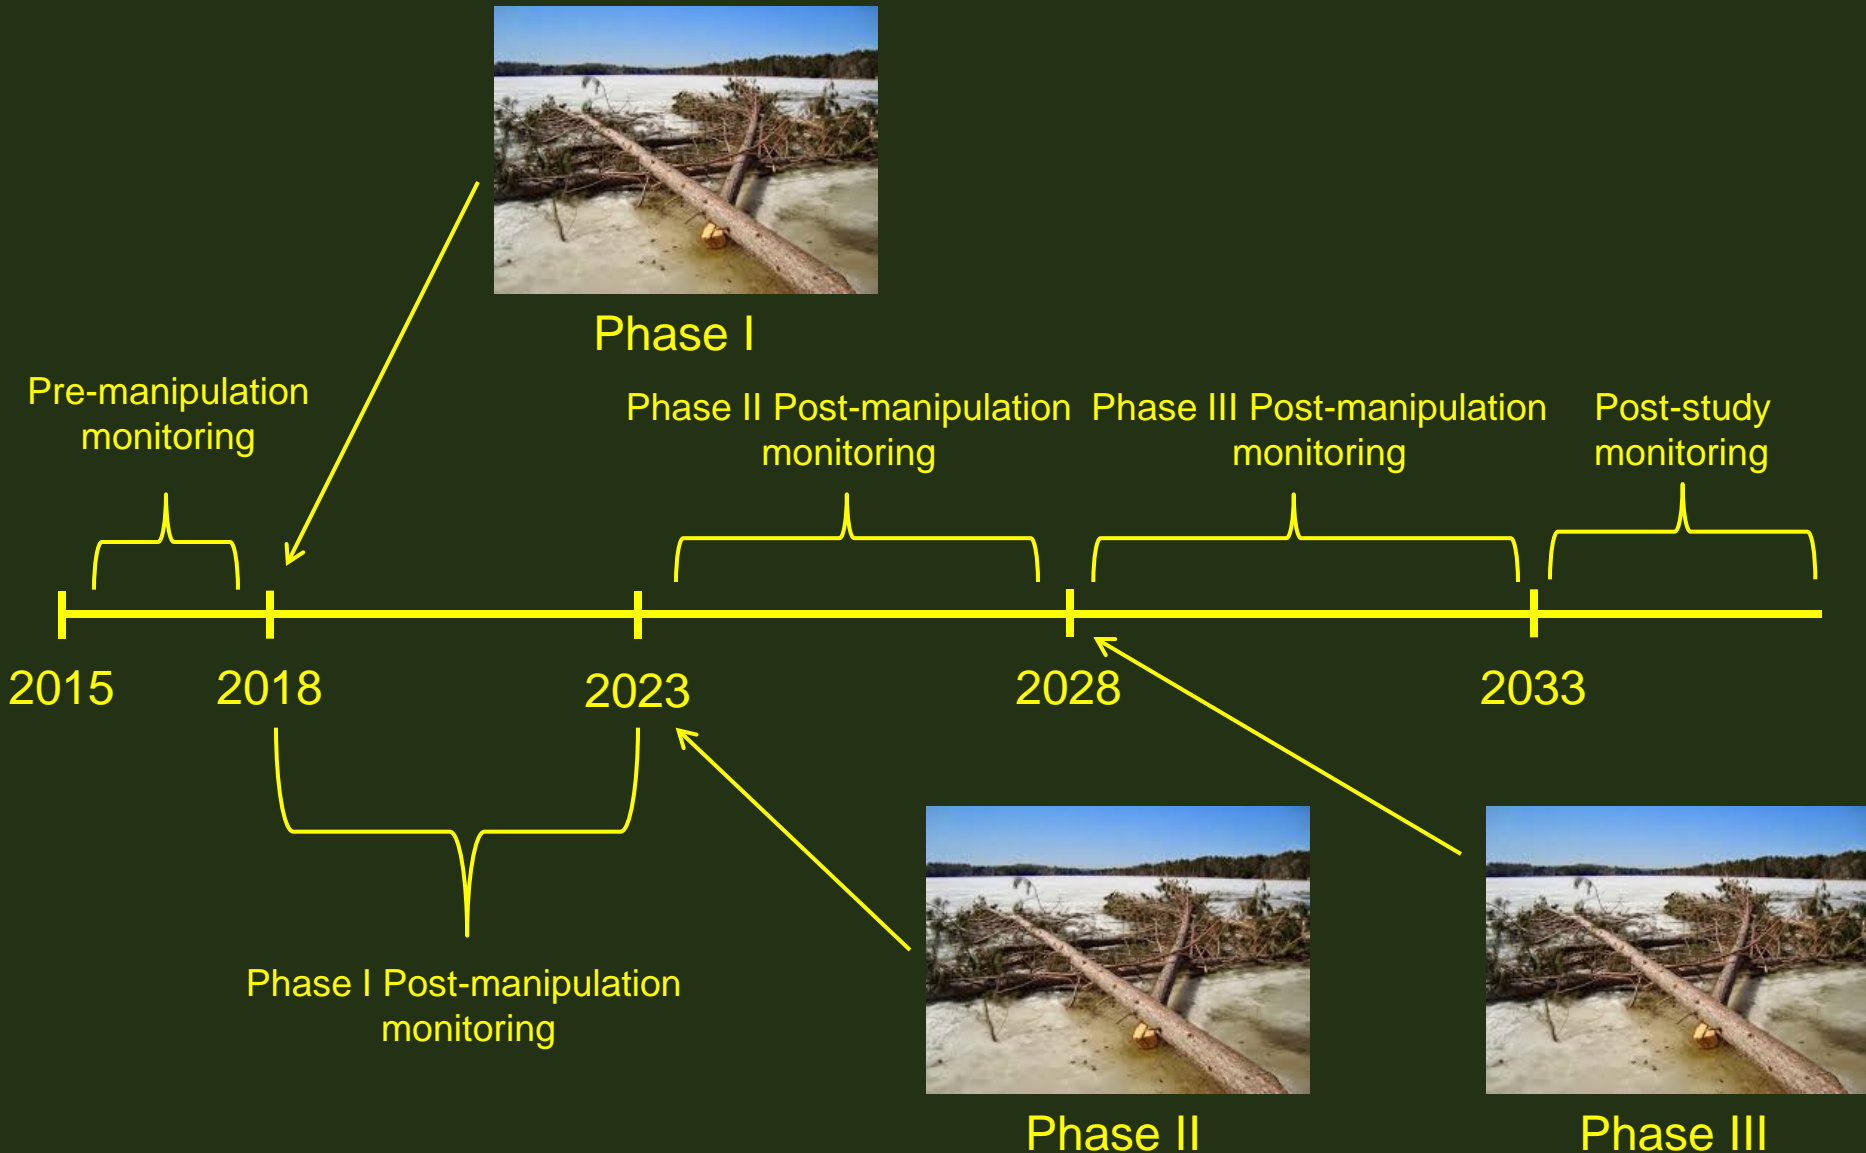 Phase I
Pre-manipulation
monitoring
Phase II Post-manipulation
monitoring
Phase III Post-manipulation
monitoring
Post-study
monitoring
2015
2018
2023
2028
2033
Phase I Post-manipulation
monitoring
Phase II
Phase III